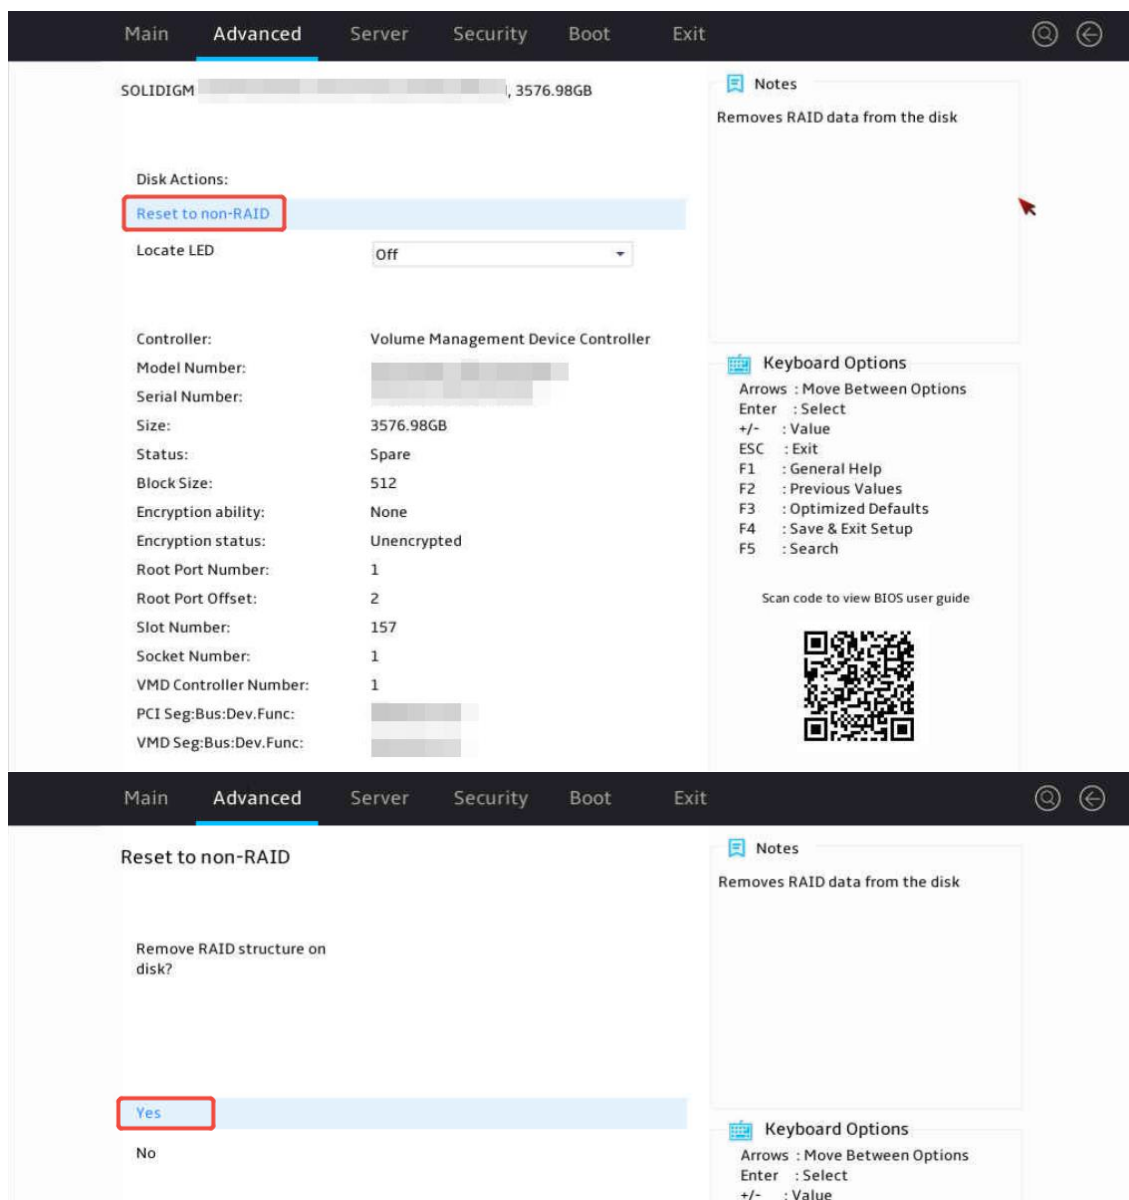 Main Advanced Server Security Boot Exit
SOLIDIGM , 3576.98GB
Notes
Removes RAID data from the disk
Disk Actions:
Reset to non-RAID
Locate LED Off
Controller: Volume Management Device Controller
Model Number:
Serial Number:
Size: 3576.98GB
Status: Spare
Block Size: 512
Encryption ability: None
Encryption status: Unencrypted
Root Port Number: 1
Root Port Offset: 2
Slot Number: 157
Socket Number: 1
VMD Controller Number: 1
PCI Seg:Bus:Dev.Func:
VMD Seg:Bus:Dev.Func:
Keyboard Options
Arrows : Move Between Options
Enter : Select
+/- : Value
ESC : Exit
F1 : General Help
F2 : Previous Values
F3 : Optimized Defaults
F4 : Save & Exit Setup
F5 : Search
Scan code to view BIOS user guide
Main Advanced Server Security Boot Exit
Reset to non-RAID
Notes
Removes RAID data from the disk
Remove RAID structure on
disk?
Yes
No
Keyboard Options
Arrows : Move Between Options
Enter : Select
+/- : Value